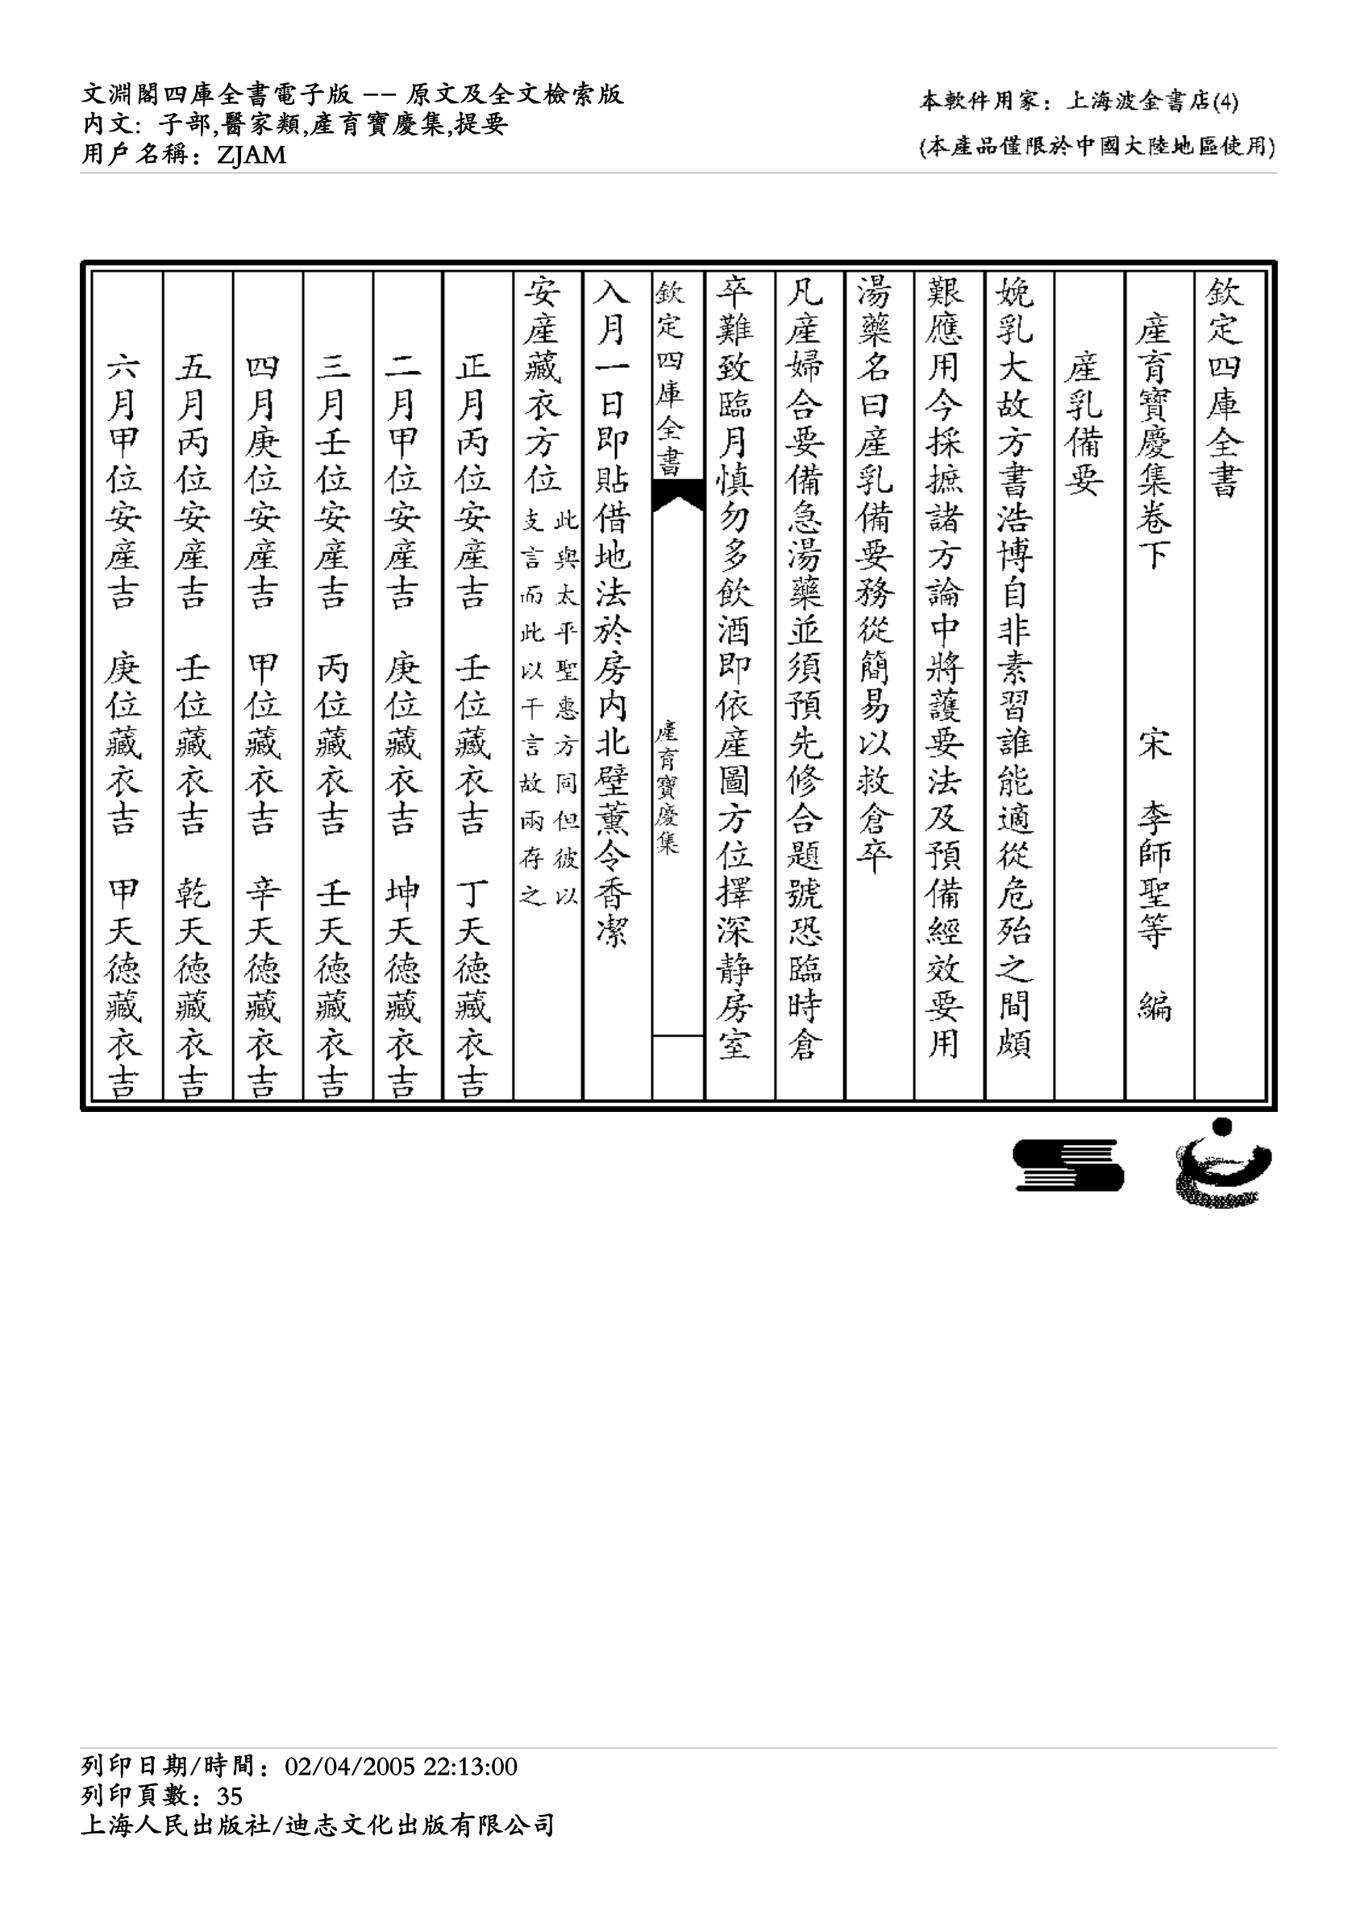 文淵閣四庫全書電子版 -- 原文及全文檢索版
内文: 子部,醫家類,產育寶慶集,提要
用戶名稱: ZJAM
本軟件用家: 上海波金書店(4)
(本產品僅限於中國大陸地區使用)
欽定四庫全書
產育寶慶集卷下 宋 李師聖等 編
產乳備要
娩乳大故方書浩博自非素習誰能適從危殆之間頗
艱應用今採摭諸方論中將護要法及預備經效要用
湯藥名曰產乳備要務從簡易以救倉卒
凡產婦合要備急湯藥並須預先修合題號恐臨時倉
卒難致臨月慎勿多飲酒即依產圖方位擇深静房室
欽定四庫全書 產育寶慶集
入月一日即貼借地法於房内北壁薰令香潔
安產藏衣方位 此與太平聖惠方同但彼以
支言而此以干言故兩存之
正月丙位安產吉 壬位藏衣吉 丁天德藏衣吉
二月甲位安產吉 庚位藏衣吉 坤天德藏衣吉
三月壬位安產吉 丙位藏衣吉 壬天德藏衣吉
四月庚位安產吉 甲位藏衣吉 辛天德藏衣吉
五月丙位安產吉 壬位藏衣吉 乾天德藏衣吉
六月甲位安產吉 庚位藏衣吉 甲天德藏衣吉
列印日期/時間: 02/04/2005 22:13:00
列印頁數: 35
上海人民出版社/迪志文化出版有限公司